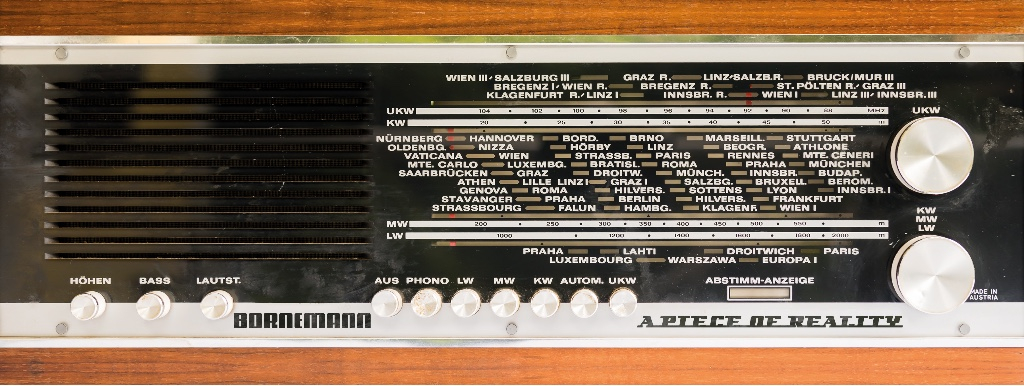 WIEN III SALZBURG III GRAZ R. LINZ SALZB.R. BRUCK/MUR III
BREGENZ I WIEN R. BREGENZ R. ST.PÖLTEN R. GRAZ III
KLAGENFURT R. LINZ I INNSBR. R. WIEN I LINZ III INNSBR. III
UKW 104 102 100 98 96 94 92 90 88 MHZ UKW
KW 20 25 30 35 40 45 50 m
NÜRNBERG HANNOVER BORD. BRNO MARSEILL STUTTGART
OLDENBG. NIZZA HÖRBY LINZ BEOGR. ATHLONE
VATICANA WIEN STRASSB. PARIS RENNES MTE. CENERI
MTE. CARLO LUXEMBG. BRATISL. ROMA PRAHA MÜNCHEN
SAARBRÜCKEN GRAZ DROITW. MÜNCH. INNSBR. BUDAP.
ATHEN LILLE LINZ I GRAZ I SALZBG. BRUXELL. BEROM.
GENOVA ROMA HILVERS. SOTTENS LYON INNSBR. I
STAVANGER PRAHA BERLIN HILVERS. FRANKFURT
STRASSBOURG FALUN HAMBG. KLAGENF. WIEN I
MW 200 250 300 350 400 450 500 550 m
LW 1000 1200 1400 1600 1800 2000 m
KW
MW
LW
PRAHA LAHTI DROITWICH PARIS
LUXEMBOURG WARSZAWA EUROPA I
HÖHEN BASS LAUTST. AUS PHONO LW MW KW AUTOM. UKW ABSTIMM-ANZEIGE
MADE IN
AUSTRIA
BORNEMANN A PIECE OF REALITY